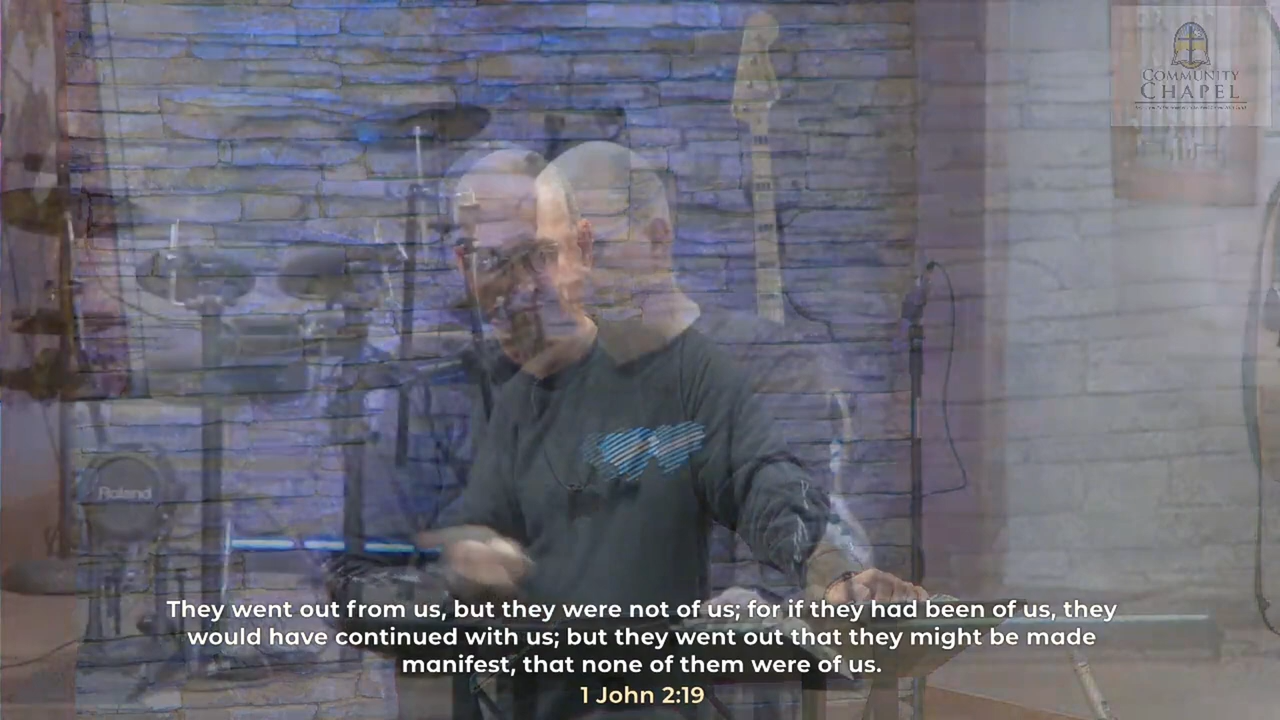 COMMUNITY
CHAPEL
Roland
They went out from us, but they were not of us; for if they had been of us, they
would have continued with us; but they went out that they might be made
manifest, that none of them were of us.
1 John 2:19